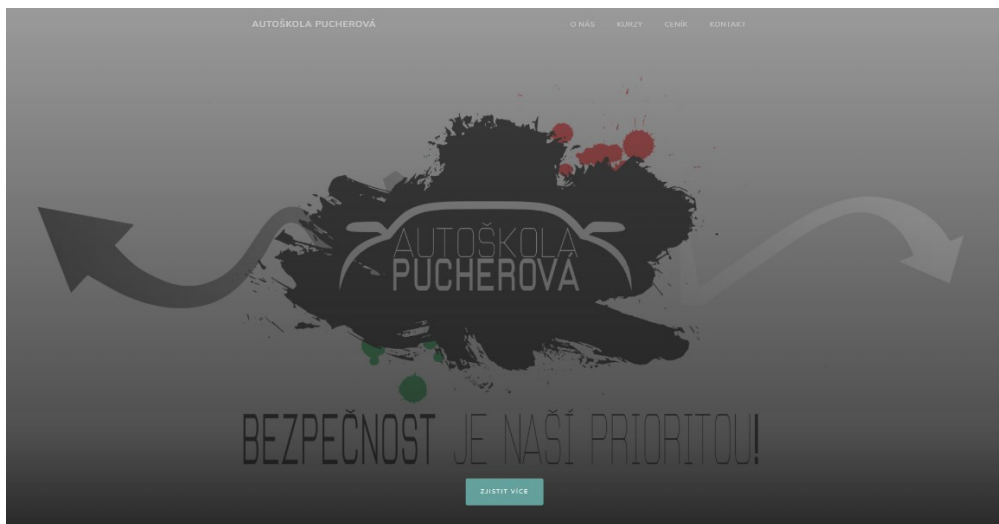 AUTOŠKOLA PUCHEROVÁ
O NÁS KURZY CENÍK KONTAKT
AUTOŠKOLA
PUCHEROVÁ
BEZPEČNOST JE NAŠÍ PRIORITOU!
ZJISTIT VÍCE